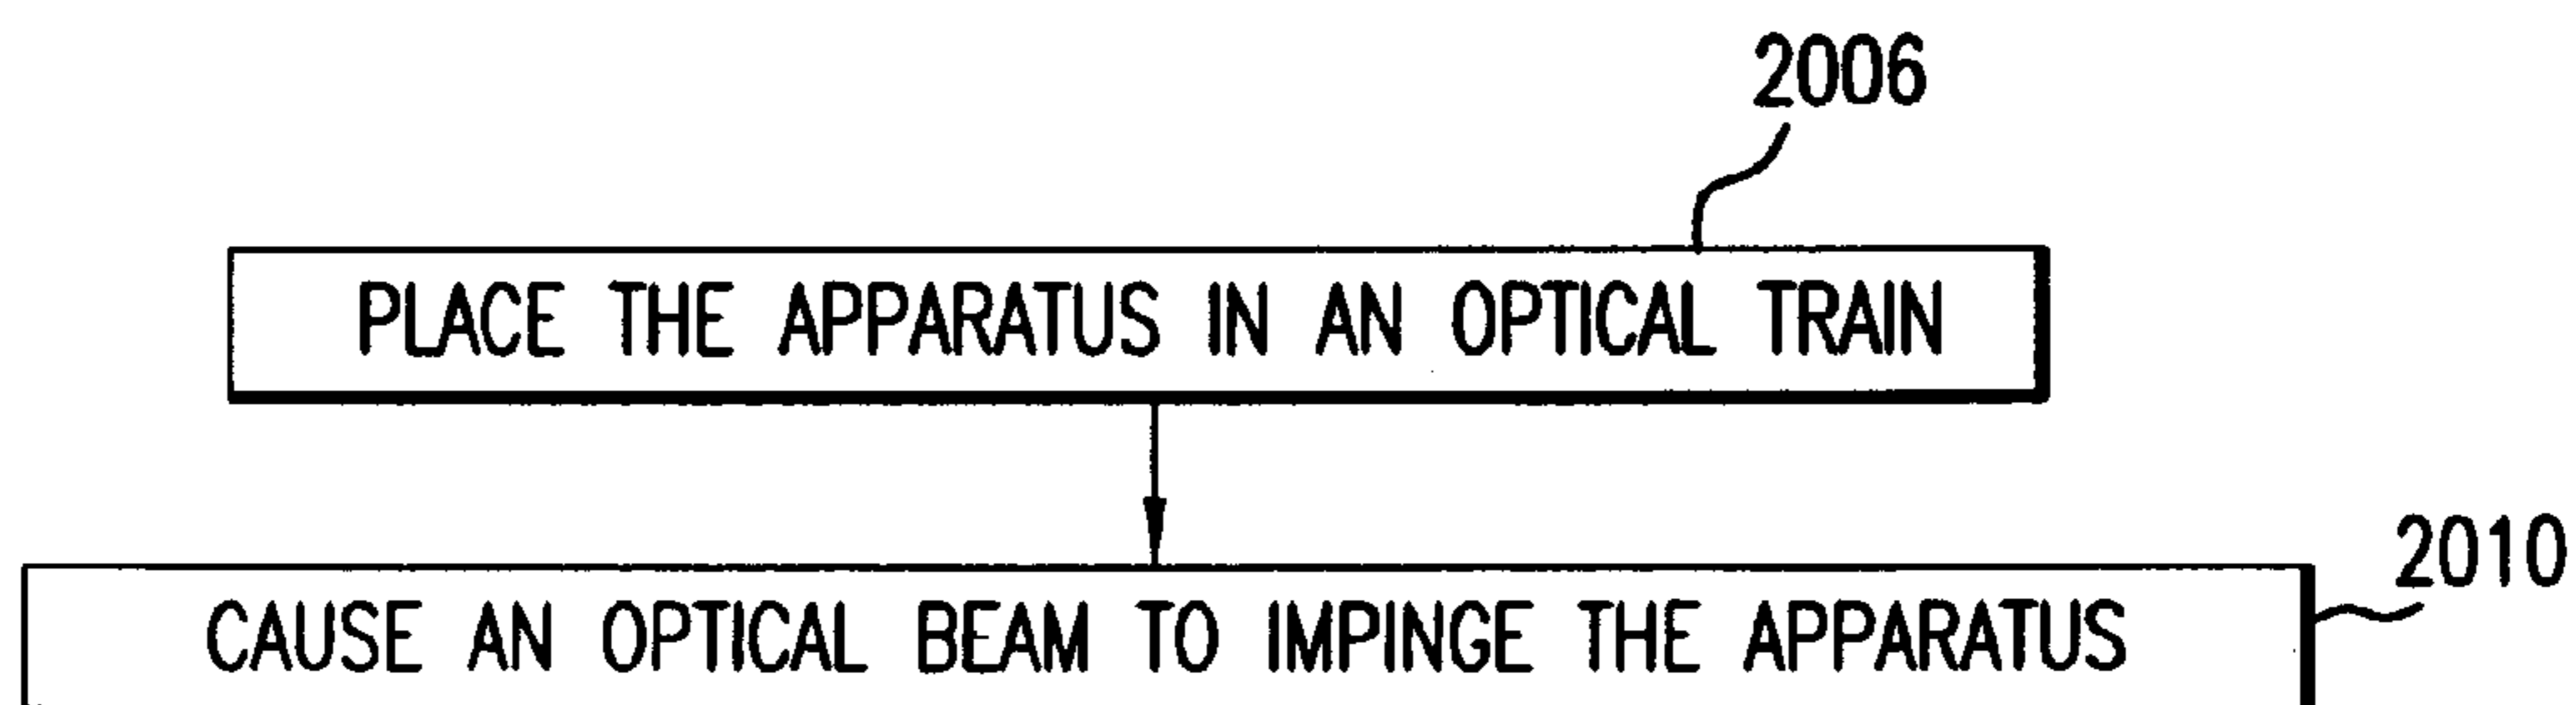 2006
PLACE THE APPARATUS IN AN OPTICAL TRAIN
2010
CAUSE AN OPTICAL BEAM TO IMPINGE THE APPARATUS